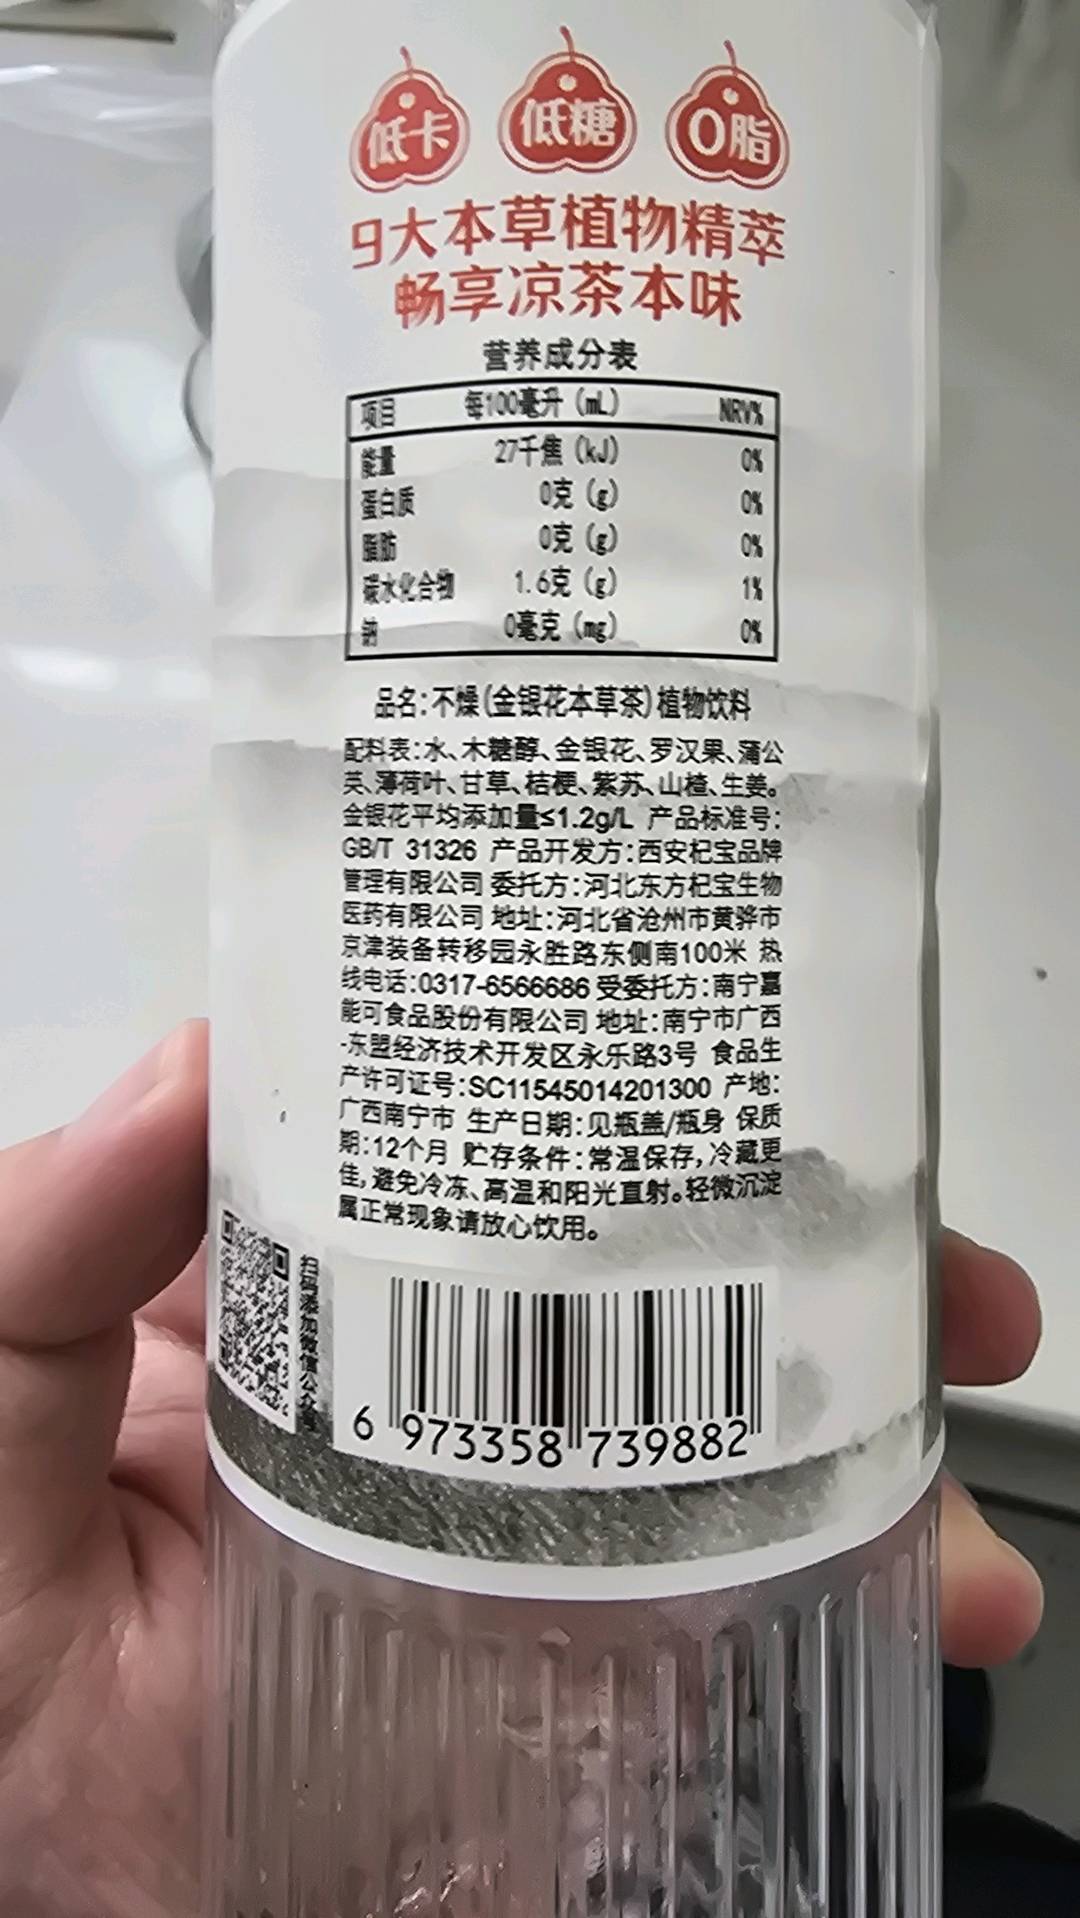 低卡 低糖 0脂
9大本草植物精萃
畅享凉茶本味
营养成分表
项目 每100毫升（mL） NRV%
能量 27千焦（kJ） 0%
蛋白质 0克（g） 0%
脂肪 0克（g） 0%
碳水化合物 1.6克（g） 1%
钠 0毫克（mg） 0%
品名：不燥（金银花本草茶）植物饮料
配料表：水、木糖醇、金银花、罗汉果、蒲公
英、薄荷叶、甘草、桔梗、紫苏、山楂、生姜。
金银花平均添加量≤1.2g/L 产品标准号：
GB/T 31326 产品开发方：西安杞宝品牌
管理有限公司 委托方：河北东方杞宝生物
医药有限公司 地址：河北省沧州市黄骅市
京津装备转移园永胜路东侧南100米 热
线电话：0317-6566686 受委托方：南宁嘉
能可食品股份有限公司 地址：南宁市广西
-东盟经济技术开发区永乐路3号 食品生
产许可证号：SC11545014201300 产地：
广西南宁市 生产日期：见瓶盖/瓶身 保质
期：12个月 贮存条件：常温保存，冷藏更
佳，避免冷冻、高温和阳光直射。轻微沉淀
属正常现象请放心饮用。
扫码添加微信公众号
6 973358 739882